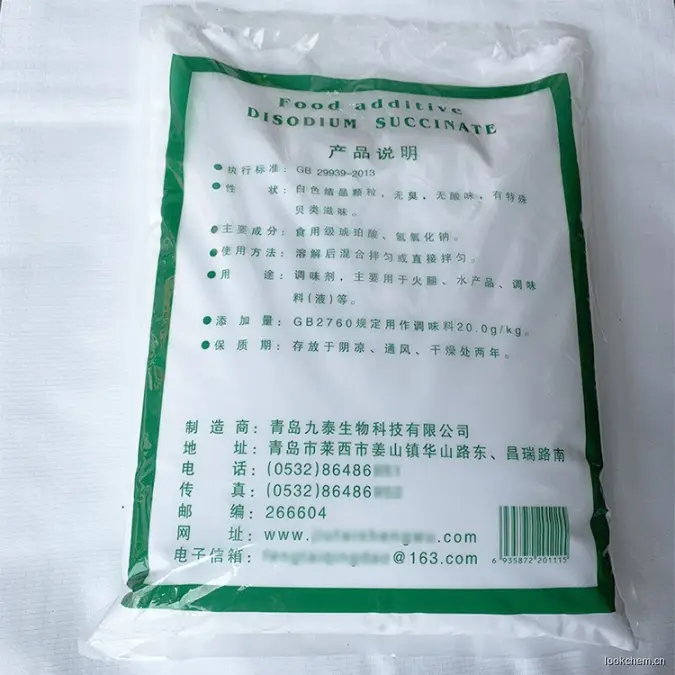 Food additive
DISODIUM SUCCINATE
产品说明
●执行标准：GB 29939-2013
●性　状：白色结晶颗粒，无臭，无酸味，有特殊
贝类滋味。
●主要成分：食用级琥珀酸、氢氧化钠。
●使用方法：溶解后混合拌匀或直接拌匀。
●用　途：调味剂，主要用于火腿、水产品、调味
料(液)等。
●添加量：GB2760规定用作调味料20.0g/kg。
●保质期：存放于阴凉、通风、干燥处两年。
制造商：青岛九泰生物科技有限公司
地　址：青岛市莱西市姜山镇华山路东、昌瑞路南
电　话：(0532)86486
传　真：(0532)86486
邮　编：266604
网　址：www. .com
电子信箱： @163.com
6 935872 201115
lookchem.cn